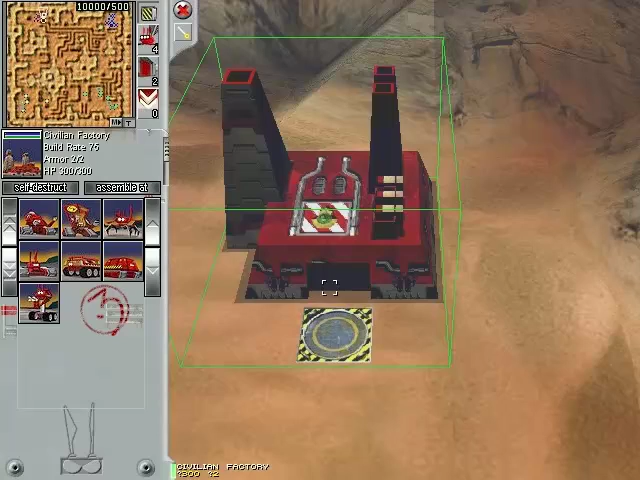 10000/500
4
2
0
M T
Civilian Factory
Build Rate 75
Armor 2/2
HP 300/300
self-destruct
assemble at
CIVILIAN FACTORY